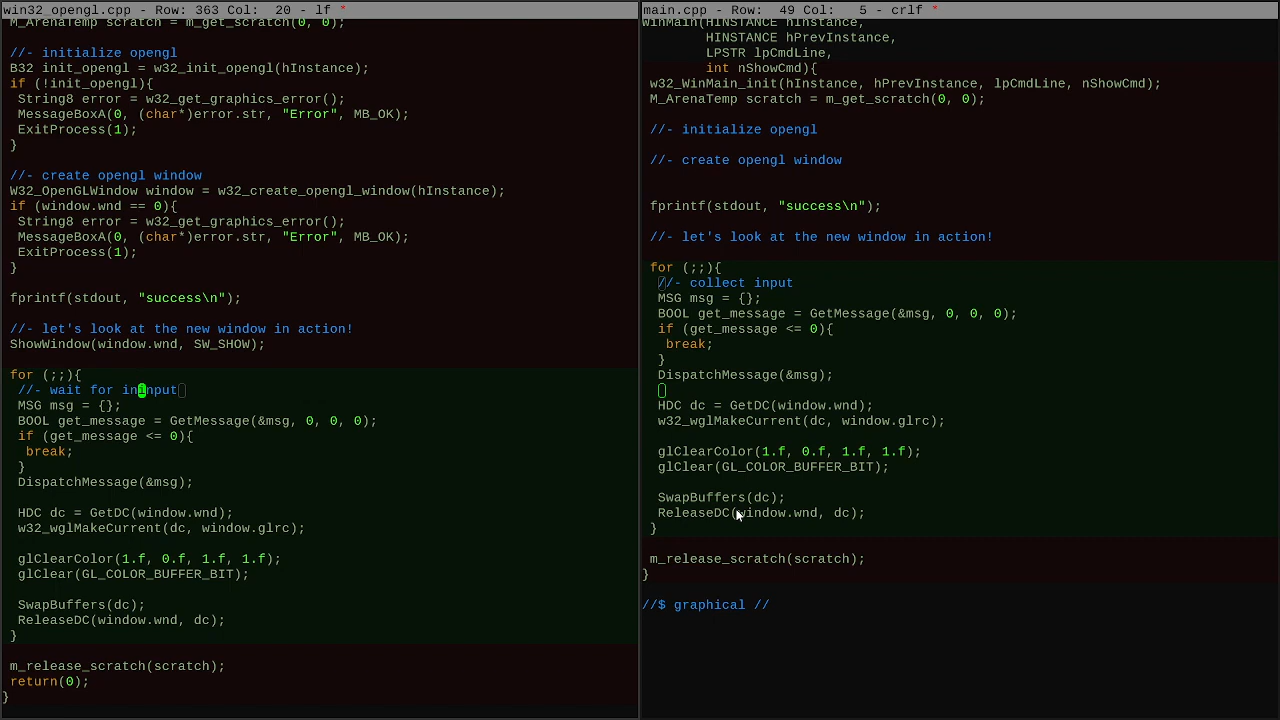 win32_opengl.cpp - Row: 363 Col:  20 - lf *
M_ArenaTemp scratch = m_get_scratch(0, 0);
//- initialize opengl
B32 init_opengl = w32_init_opengl(hInstance);
if (!init_opengl){
String8 error = w32_get_graphics_error();
MessageBoxA(0, (char*)error.str, "Error", MB_OK);
ExitProcess(1);
}
//- create opengl window
W32_OpenGLWindow window = w32_create_opengl_window(hInstance);
if (window.wnd == 0){
String8 error = w32_get_graphics_error();
MessageBoxA(0, (char*)error.str, "Error", MB_OK);
ExitProcess(1);
}
fprintf(stdout, "success\n");
//- let's look at the new window in action!
ShowWindow(window.wnd, SW_SHOW);
for (;;){
//- wait for ininput
MSG msg = {};
BOOL get_message = GetMessage(&msg, 0, 0, 0);
if (get_message <= 0){
break;
}
DispatchMessage(&msg);
HDC dc = GetDC(window.wnd);
w32_wglMakeCurrent(dc, window.glrc);
glClearColor(1.f, 0.f, 1.f, 1.f);
glClear(GL_COLOR_BUFFER_BIT);
SwapBuffers(dc);
ReleaseDC(window.wnd, dc);
}
m_release_scratch(scratch);
return(0);
}
main.cpp - Row:  49 Col:   5 - crlf *
WinMain(HINSTANCE hInstance,
HINSTANCE hPrevInstance,
LPSTR lpCmdLine,
int nShowCmd){
w32_WinMain_init(hInstance, hPrevInstance, lpCmdLine, nShowCmd);
M_ArenaTemp scratch = m_get_scratch(0, 0);
//- initialize opengl
//- create opengl window
fprintf(stdout, "success\n");
//- let's look at the new window in action!
for (;;){
//- collect input
MSG msg = {};
BOOL get_message = GetMessage(&msg, 0, 0, 0);
if (get_message <= 0){
break;
}
DispatchMessage(&msg);
HDC dc = GetDC(window.wnd);
w32_wglMakeCurrent(dc, window.glrc);
glClearColor(1.f, 0.f, 1.f, 1.f);
glClear(GL_COLOR_BUFFER_BIT);
SwapBuffers(dc);
ReleaseDC(window.wnd, dc);
}
m_release_scratch(scratch);
}
//$ graphical //